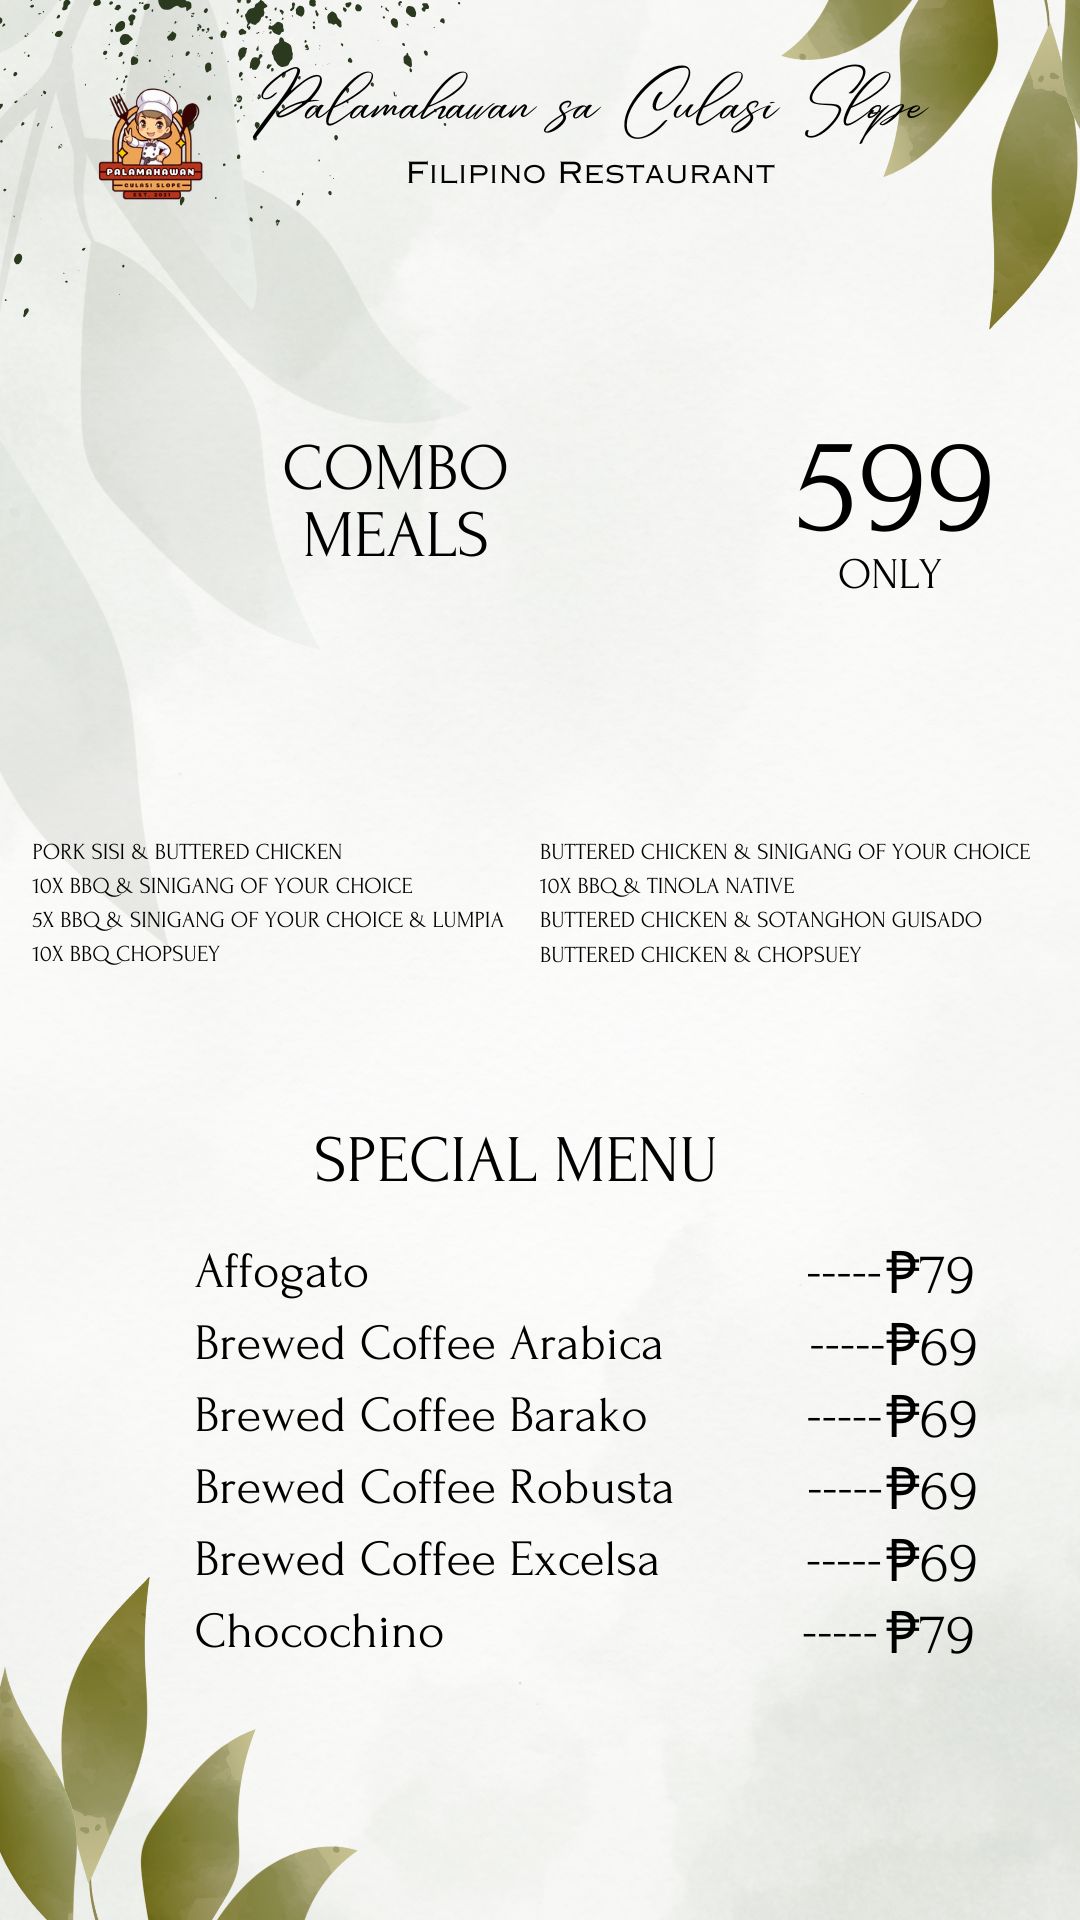 Palamahawan sa Culasi Slope
FILIPINO RESTAURANT
PALAMAHAWAN
CULASI SLOPE
EST. 2021
COMBO
MEALS
599
ONLY
PORK SISI & BUTTERED CHICKEN
10X BBQ & SINIGANG OF YOUR CHOICE
5X BBQ & SINIGANG OF YOUR CHOICE & LUMPIA
10X BBQ CHOPSUEY
BUTTERED CHICKEN & SINIGANG OF YOUR CHOICE
10X BBQ & TINOLA NATIVE
BUTTERED CHICKEN & SOTANGHON GUISADO
BUTTERED CHICKEN & CHOPSUEY
SPECIAL MENU
Affogato -----₱79
Brewed Coffee Arabica -----₱69
Brewed Coffee Barako -----₱69
Brewed Coffee Robusta -----₱69
Brewed Coffee Excelsa -----₱69
Chocochino ----- ₱79